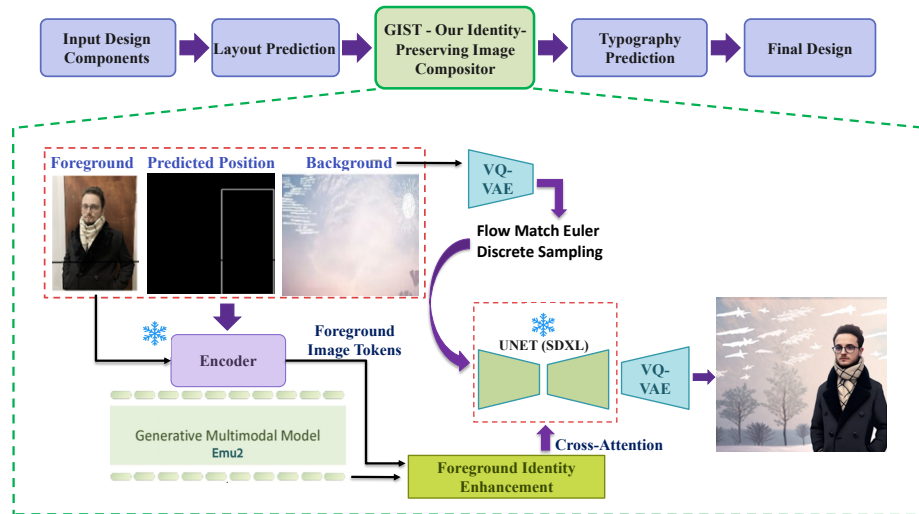 Input Design
Components
Layout Prediction
GIST - Our Identity-
Preserving Image
Compositor
Typography
Prediction
Final Design
Foreground
Predicted Position
Background
VQ-
VAE
Flow Match Euler
Discrete Sampling
UNET (SDXL)
VQ-
VAE
Encoder
Foreground
Image Tokens
Generative Multimodal Model
Emu2
Cross-Attention
Foreground Identity
Enhancement